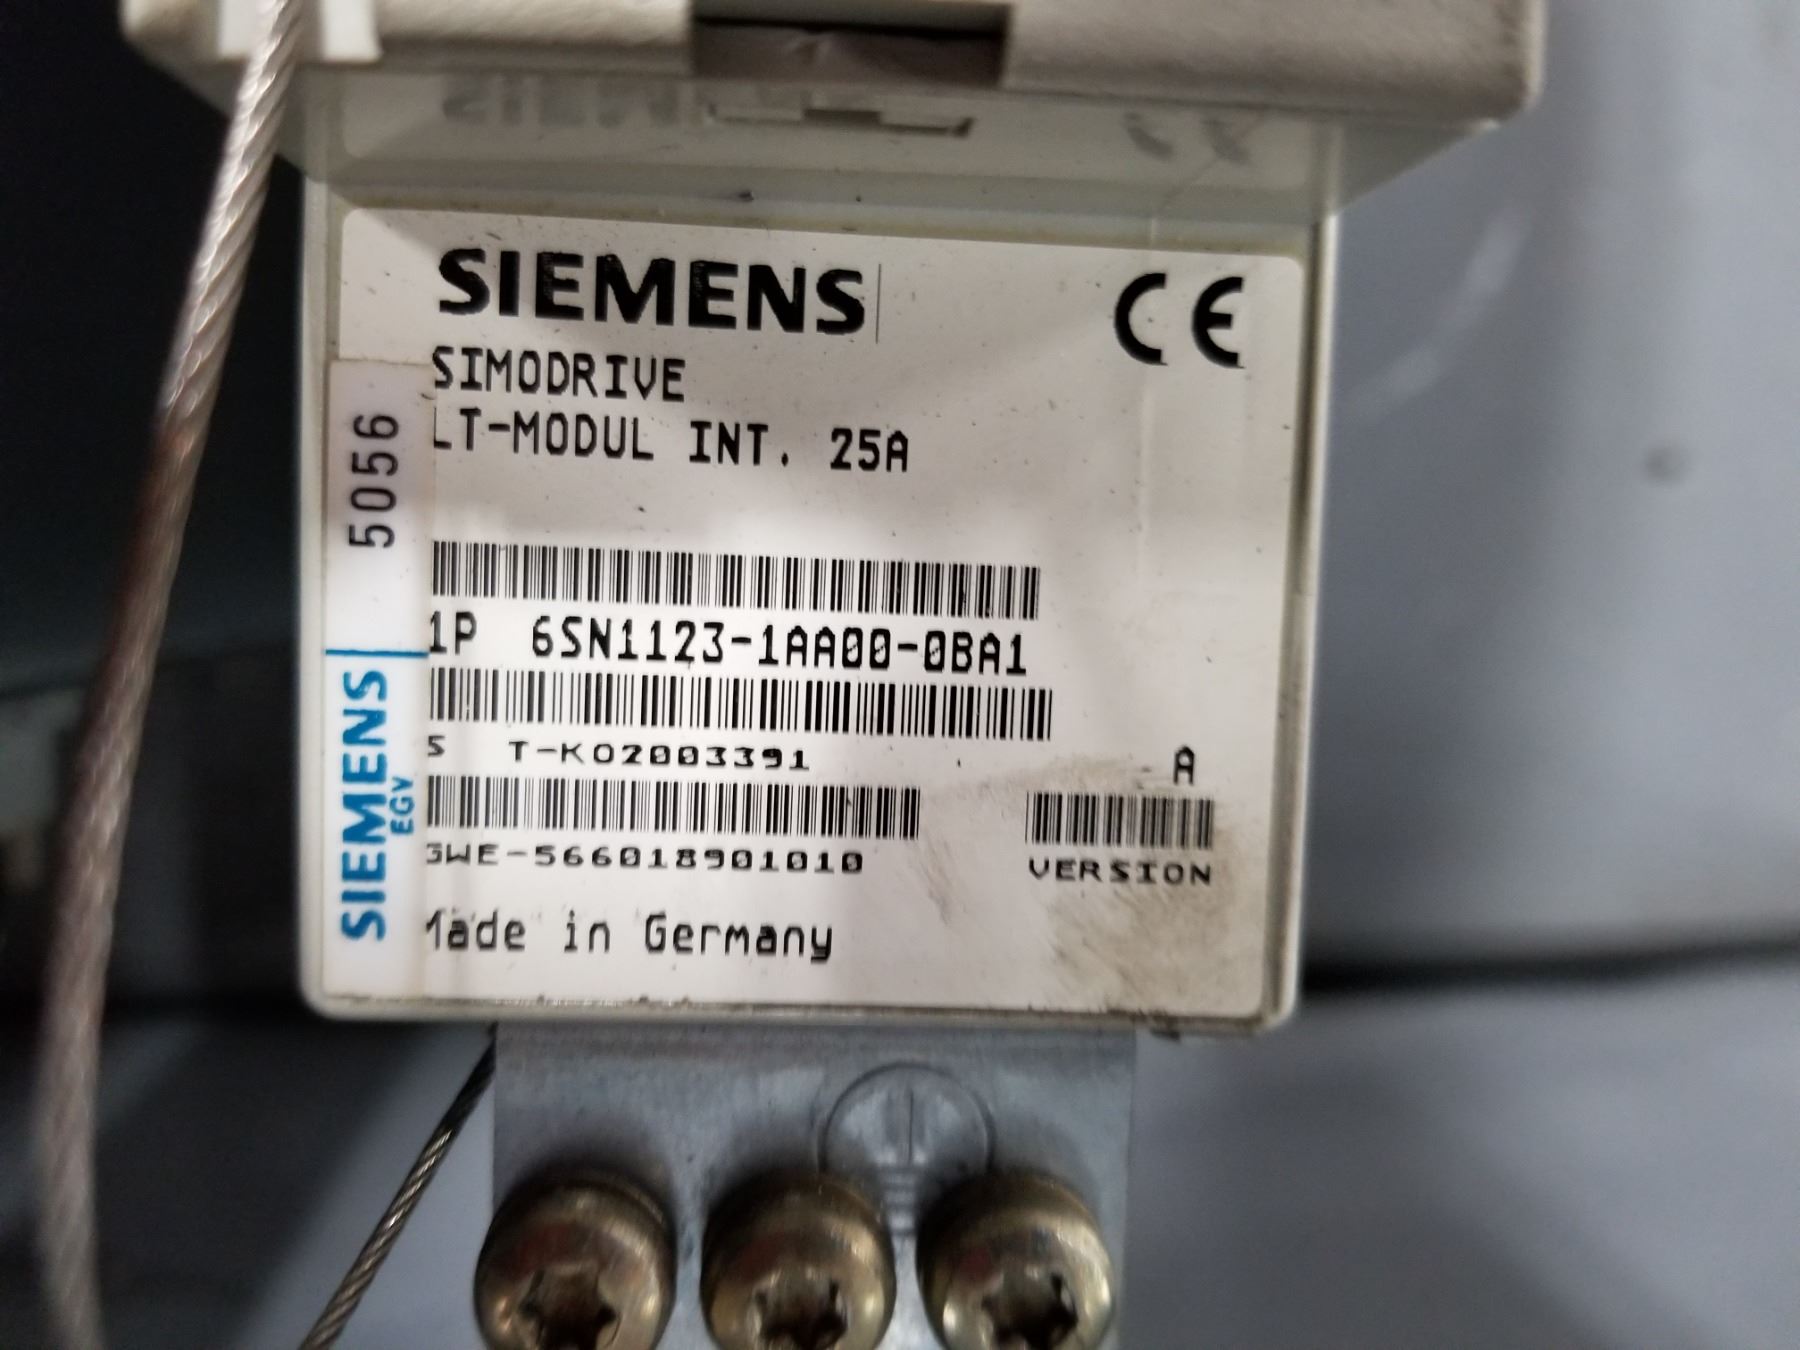 SIEMENS
CE
SIMODRIVE
LT-MODUL INT. 25A
5056
1P 6SN1123-1AA00-0BA1
S T-K02003391
A
GWE-566018901010
VERSION
SIEMENS
EGV
Made in Germany